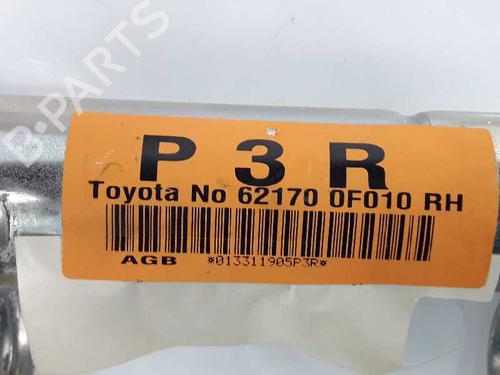 B-PARTS
P 3 R
Toyota No 62170 0F010 RH
AGB *013311905P3R*